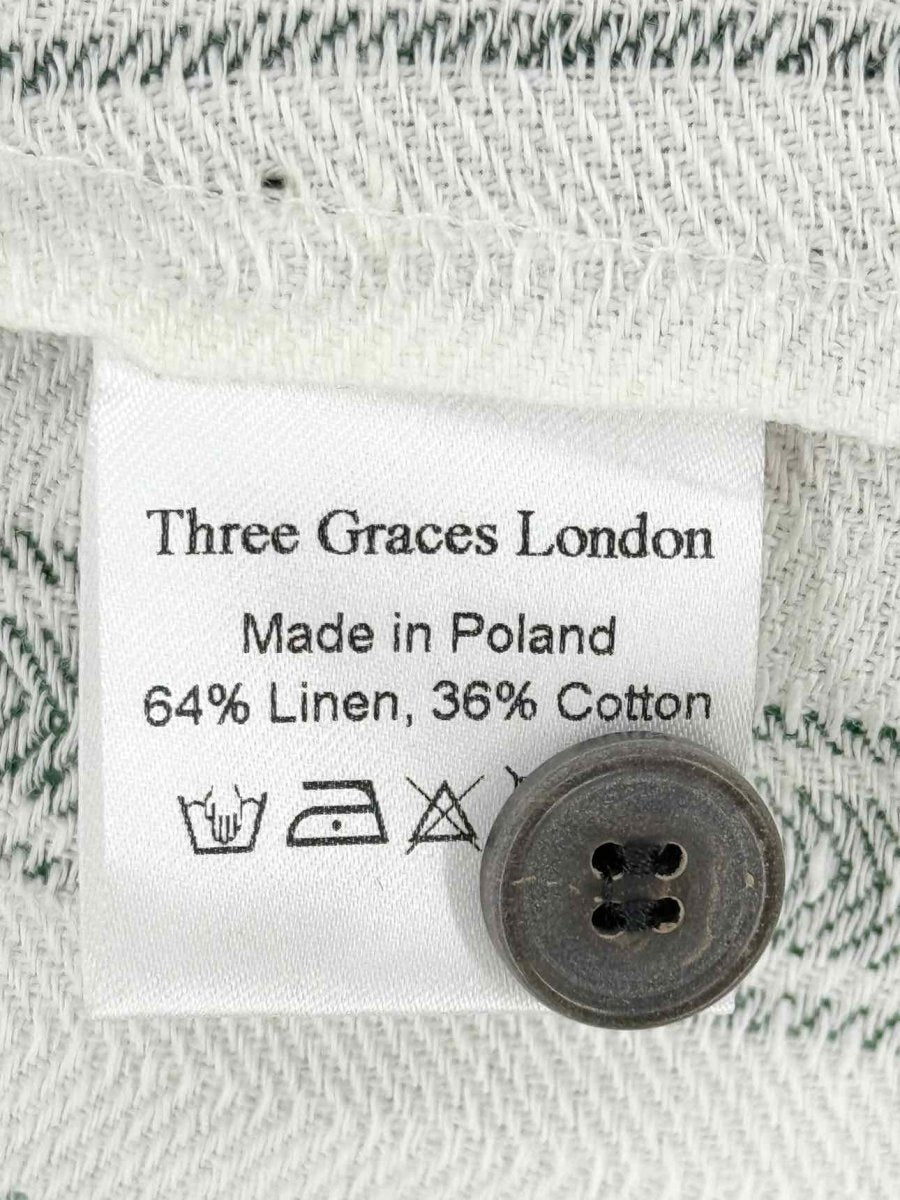 Three Graces London
Made in Poland
64% Linen, 36% Cotton